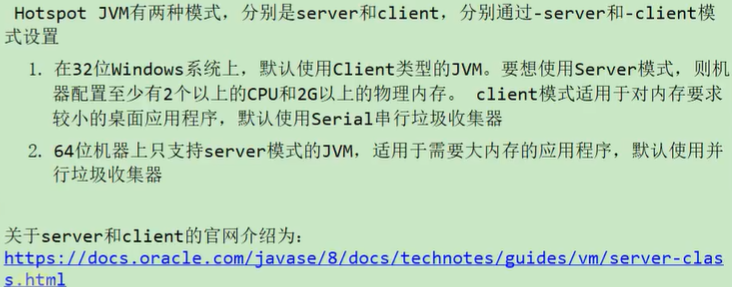 Hotspot JVM有两种模式，分别是server和client，分别通过-server和-client模
式设置
1. 在32位Windows系统上，默认使用Client类型的JVM。要想使用Server模式，则机
器配置至少有2个以上的CPU和2G以上的物理内存。 client模式适用于对内存要求
较小的桌面应用程序，默认使用Serial串行垃圾收集器
2. 64位机器上只支持server模式的JVM，适用于需要大内存的应用程序，默认使用并
行垃圾收集器
关于server和client的官网介绍为：
https://docs.oracle.com/javase/8/docs/technotes/guides/vm/server-clas
s.html